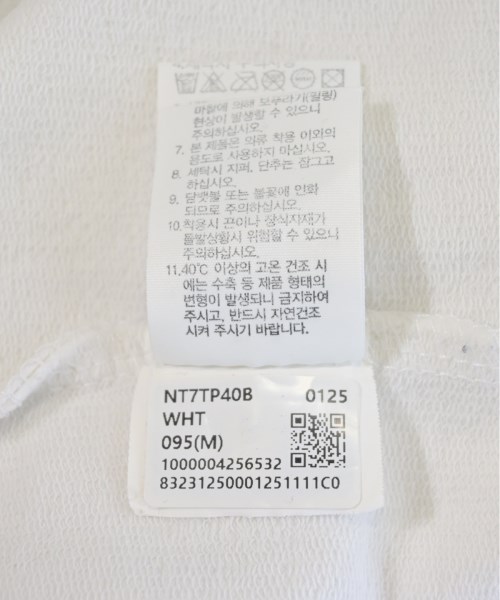 마찰에 의해 보푸라기(필링)
현상이 발생할 수 있으니
주의하십시오.
7. 본 제품은 의류 착용 이외의
용도로 사용하지 마십시오.
8. 세탁시 지퍼, 단추는 잠그고
하십시오.
9. 담뱃불 또는 불꽃에 인화
되므로 주의하십시오.
10.착용시 끈이나 장식자재가
돌발상황시 위험할 수 있으니
주의하십시오.
11.40℃ 이상의 고온 건조 시
에는 수축 등 제품 형태의
변형이 발생되니 금지하여
주시고, 반드시 자연건조
시켜 주시기 바랍니다.
NT7TP40B 0125
WHT
095(M)
1000004256532
83231250001251111C0